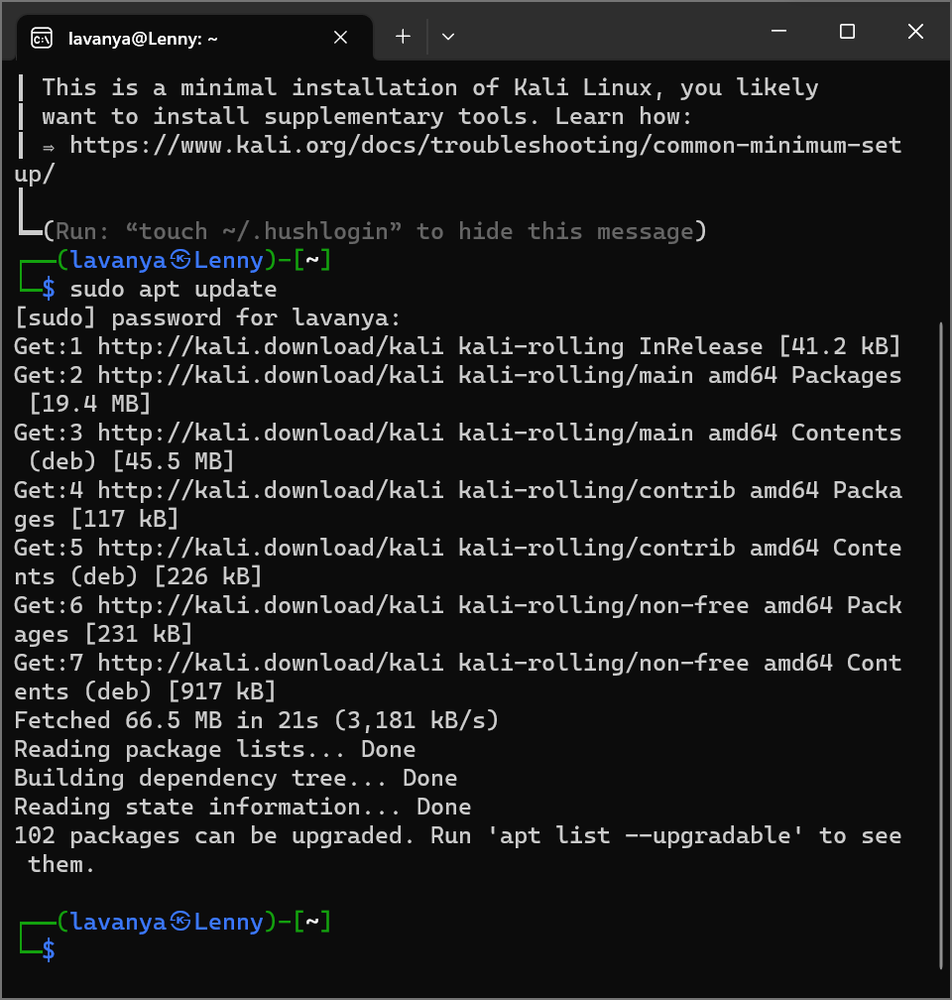 lavanya@Lenny: ~
This is a minimal installation of Kali Linux, you likely
want to install supplementary tools. Learn how:
⇒ https://www.kali.org/docs/troubleshooting/common-minimum-set
up/
(Run: “touch ~/.hushlogin” to hide this message)
┌──(lavanya㉿Lenny)-[~]
└─$ sudo apt update
[sudo] password for lavanya:
Get:1 http://kali.download/kali kali-rolling InRelease [41.2 kB]
Get:2 http://kali.download/kali kali-rolling/main amd64 Packages
[19.4 MB]
Get:3 http://kali.download/kali kali-rolling/main amd64 Contents
(deb) [45.5 MB]
Get:4 http://kali.download/kali kali-rolling/contrib amd64 Packa
ges [117 kB]
Get:5 http://kali.download/kali kali-rolling/contrib amd64 Conte
nts (deb) [226 kB]
Get:6 http://kali.download/kali kali-rolling/non-free amd64 Pack
ages [231 kB]
Get:7 http://kali.download/kali kali-rolling/non-free amd64 Cont
ents (deb) [917 kB]
Fetched 66.5 MB in 21s (3,181 kB/s)
Reading package lists... Done
Building dependency tree... Done
Reading state information... Done
102 packages can be upgraded. Run 'apt list --upgradable' to see
them.
┌──(lavanya㉿Lenny)-[~]
└─$